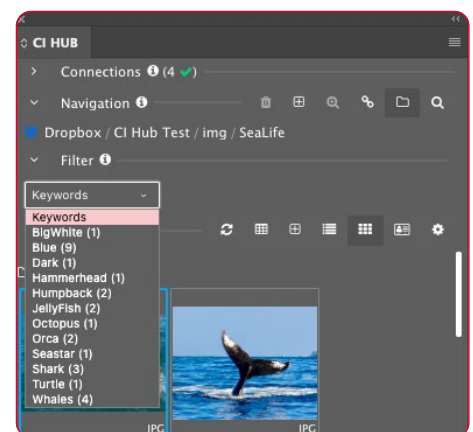 CI HUB
Connections (4 ✓)
Navigation
Dropbox / CI Hub Test / img / SeaLife
Filter
Keywords
Keywords
BigWhite (1)
Blue (9)
Dark (1)
Hammerhead (1)
Humpback (2)
JellyFish (2)
Octopus (1)
Orca (2)
Seastar (1)
Shark (3)
Turtle (1)
Whales (4)
JPG
JPG